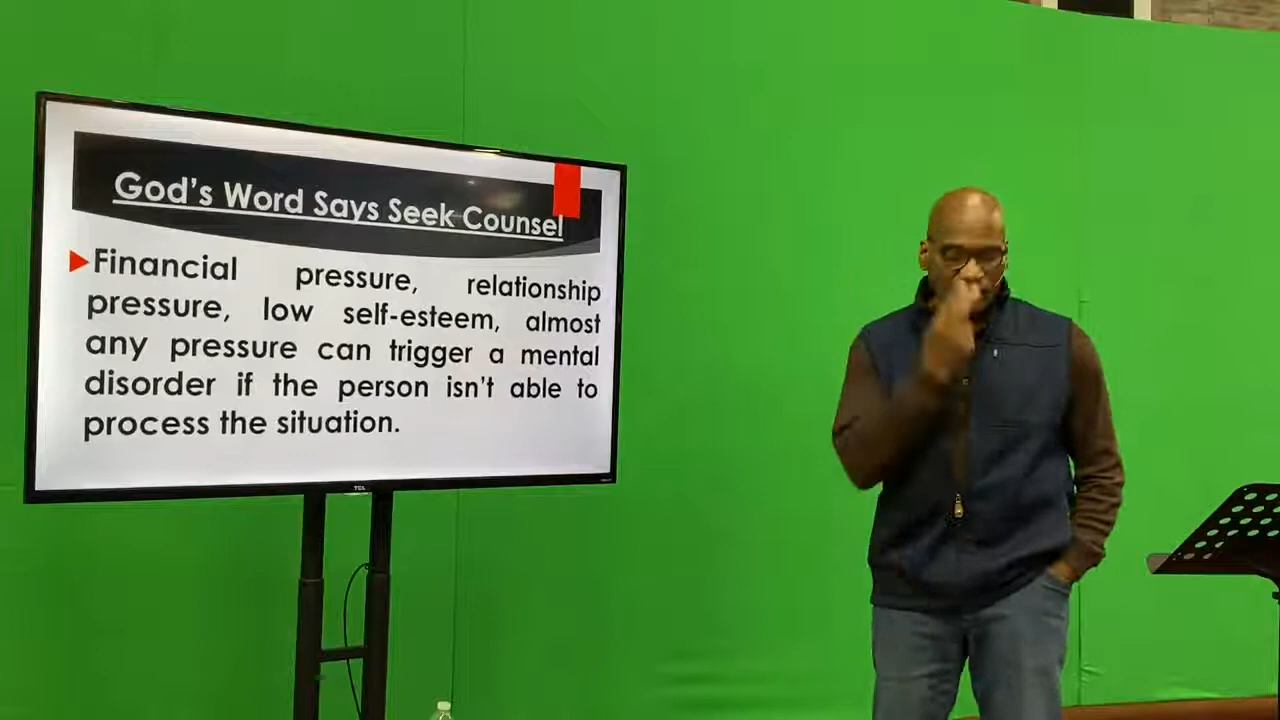 God's Word Says Seek Counsel
Financial pressure, relationship
pressure, low self-esteem, almost
any pressure can trigger a mental
disorder if the person isn't able to
process the situation.
TCL